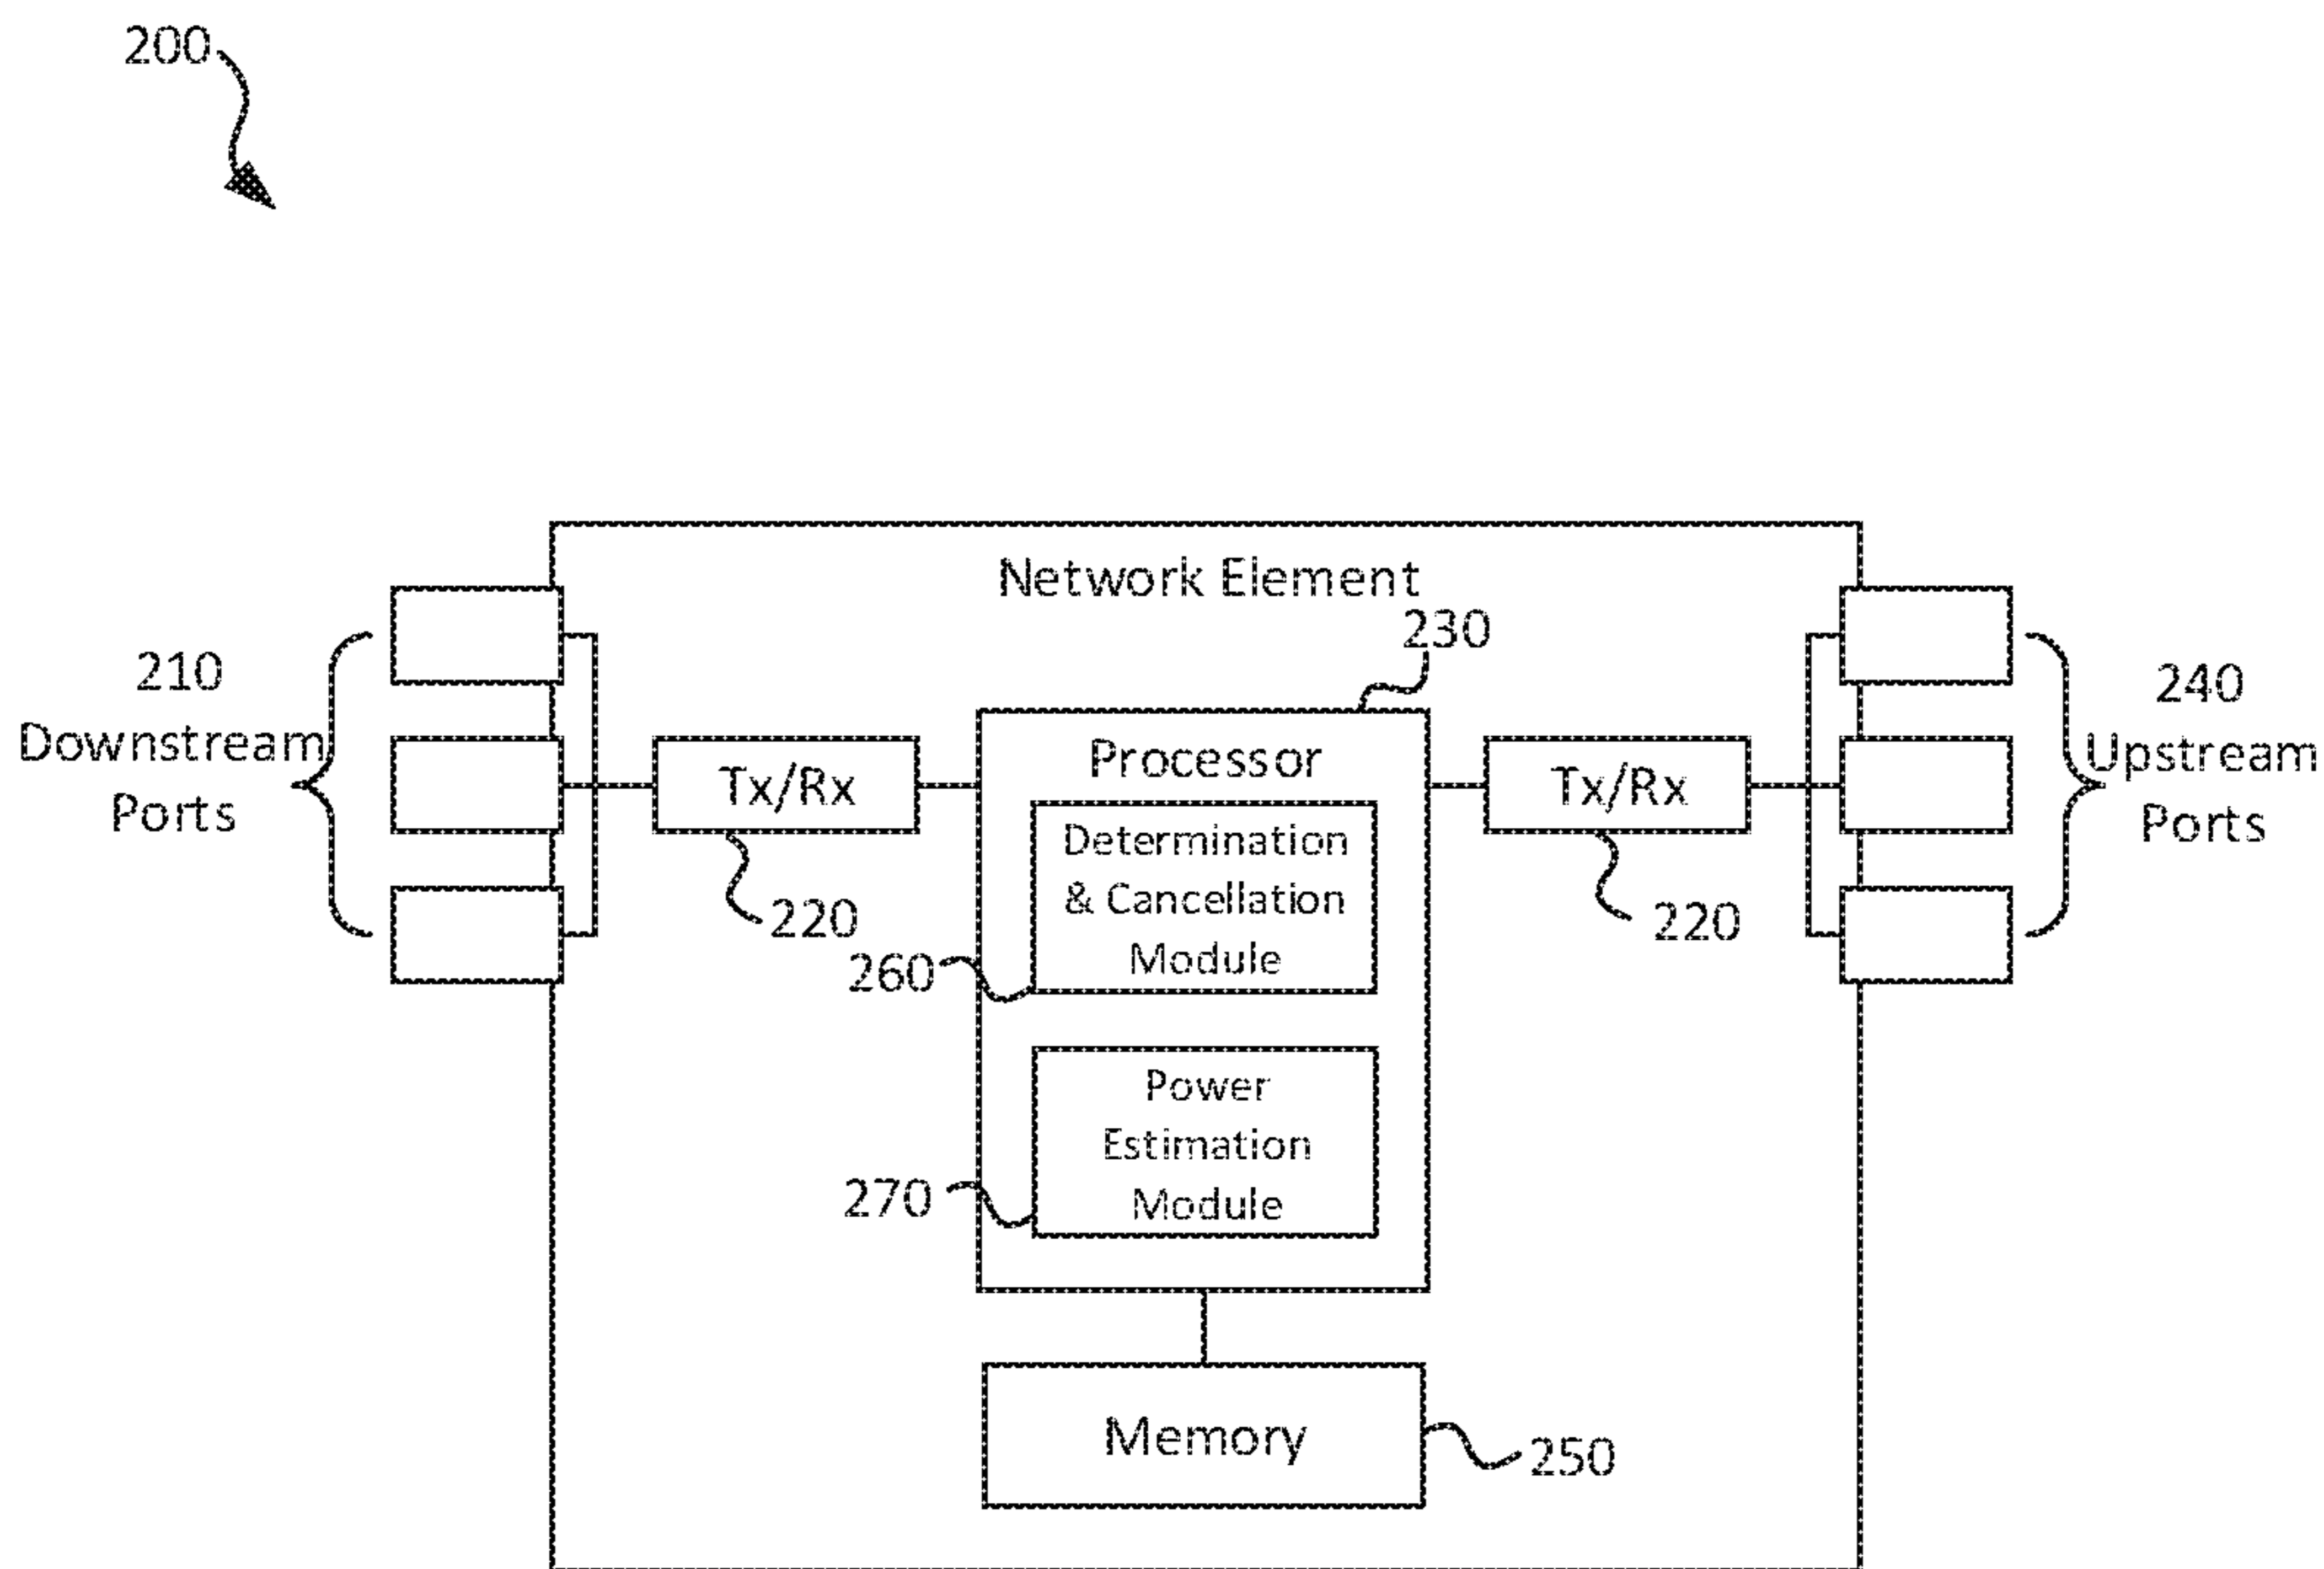 200
Network Element
230
210
Downstream
Ports
Tx/Rx
220
Processor
Determination
& Cancellation
Module
260
Power
Estimation
Module
270
Tx/Rx
220
240
Upstream
Ports
Memory
250